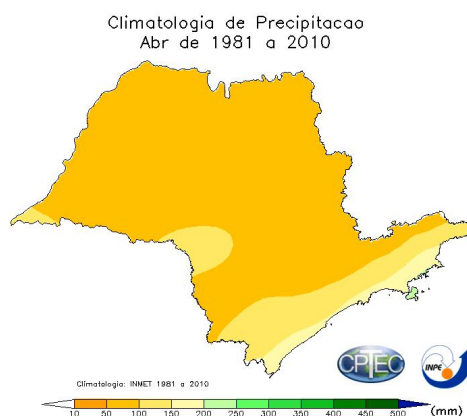 Climatologia de Precipitacao
Abr de 1981 a 2010
CPTEC
INPE
Climatologia: INMET 1981 a 2010
10 50 100 150 200 250 300 350 400 450 500 (mm)